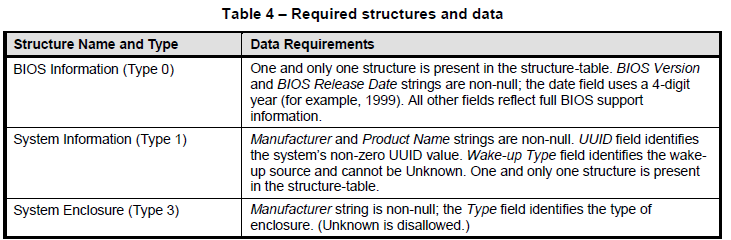 Table 4 – Required structures and data
Structure Name and Type
Data Requirements
BIOS Information (Type 0)
One and only one structure is present in the structure-table. BIOS Version
and BIOS Release Date strings are non-null; the date field uses a 4-digit
year (for example, 1999). All other fields reflect full BIOS support
information.
System Information (Type 1)
Manufacturer and Product Name strings are non-null. UUID field identifies
the system's non-zero UUID value. Wake-up Type field identifies the wake-
up source and cannot be Unknown. One and only one structure is present
in the structure-table.
System Enclosure (Type 3)
Manufacturer string is non-null; the Type field identifies the type of
enclosure. (Unknown is disallowed.)